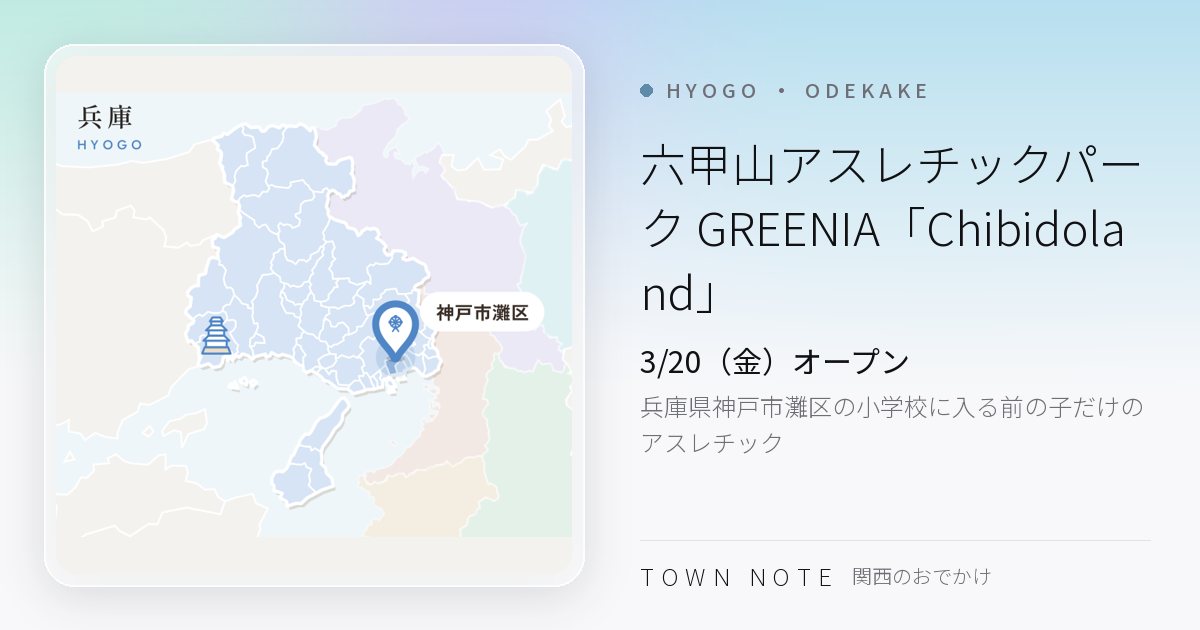 兵庫
HYOGO
神戸市灘区
HYOGO • ODEKAKE
六甲山アスレチックパー
ク GREENIA「Chibidola
nd」
3/20（金）オープン
兵庫県神戸市灘区の小学校に入る前の子だけの
アスレチック
TOWN NOTE 関西のおでかけ